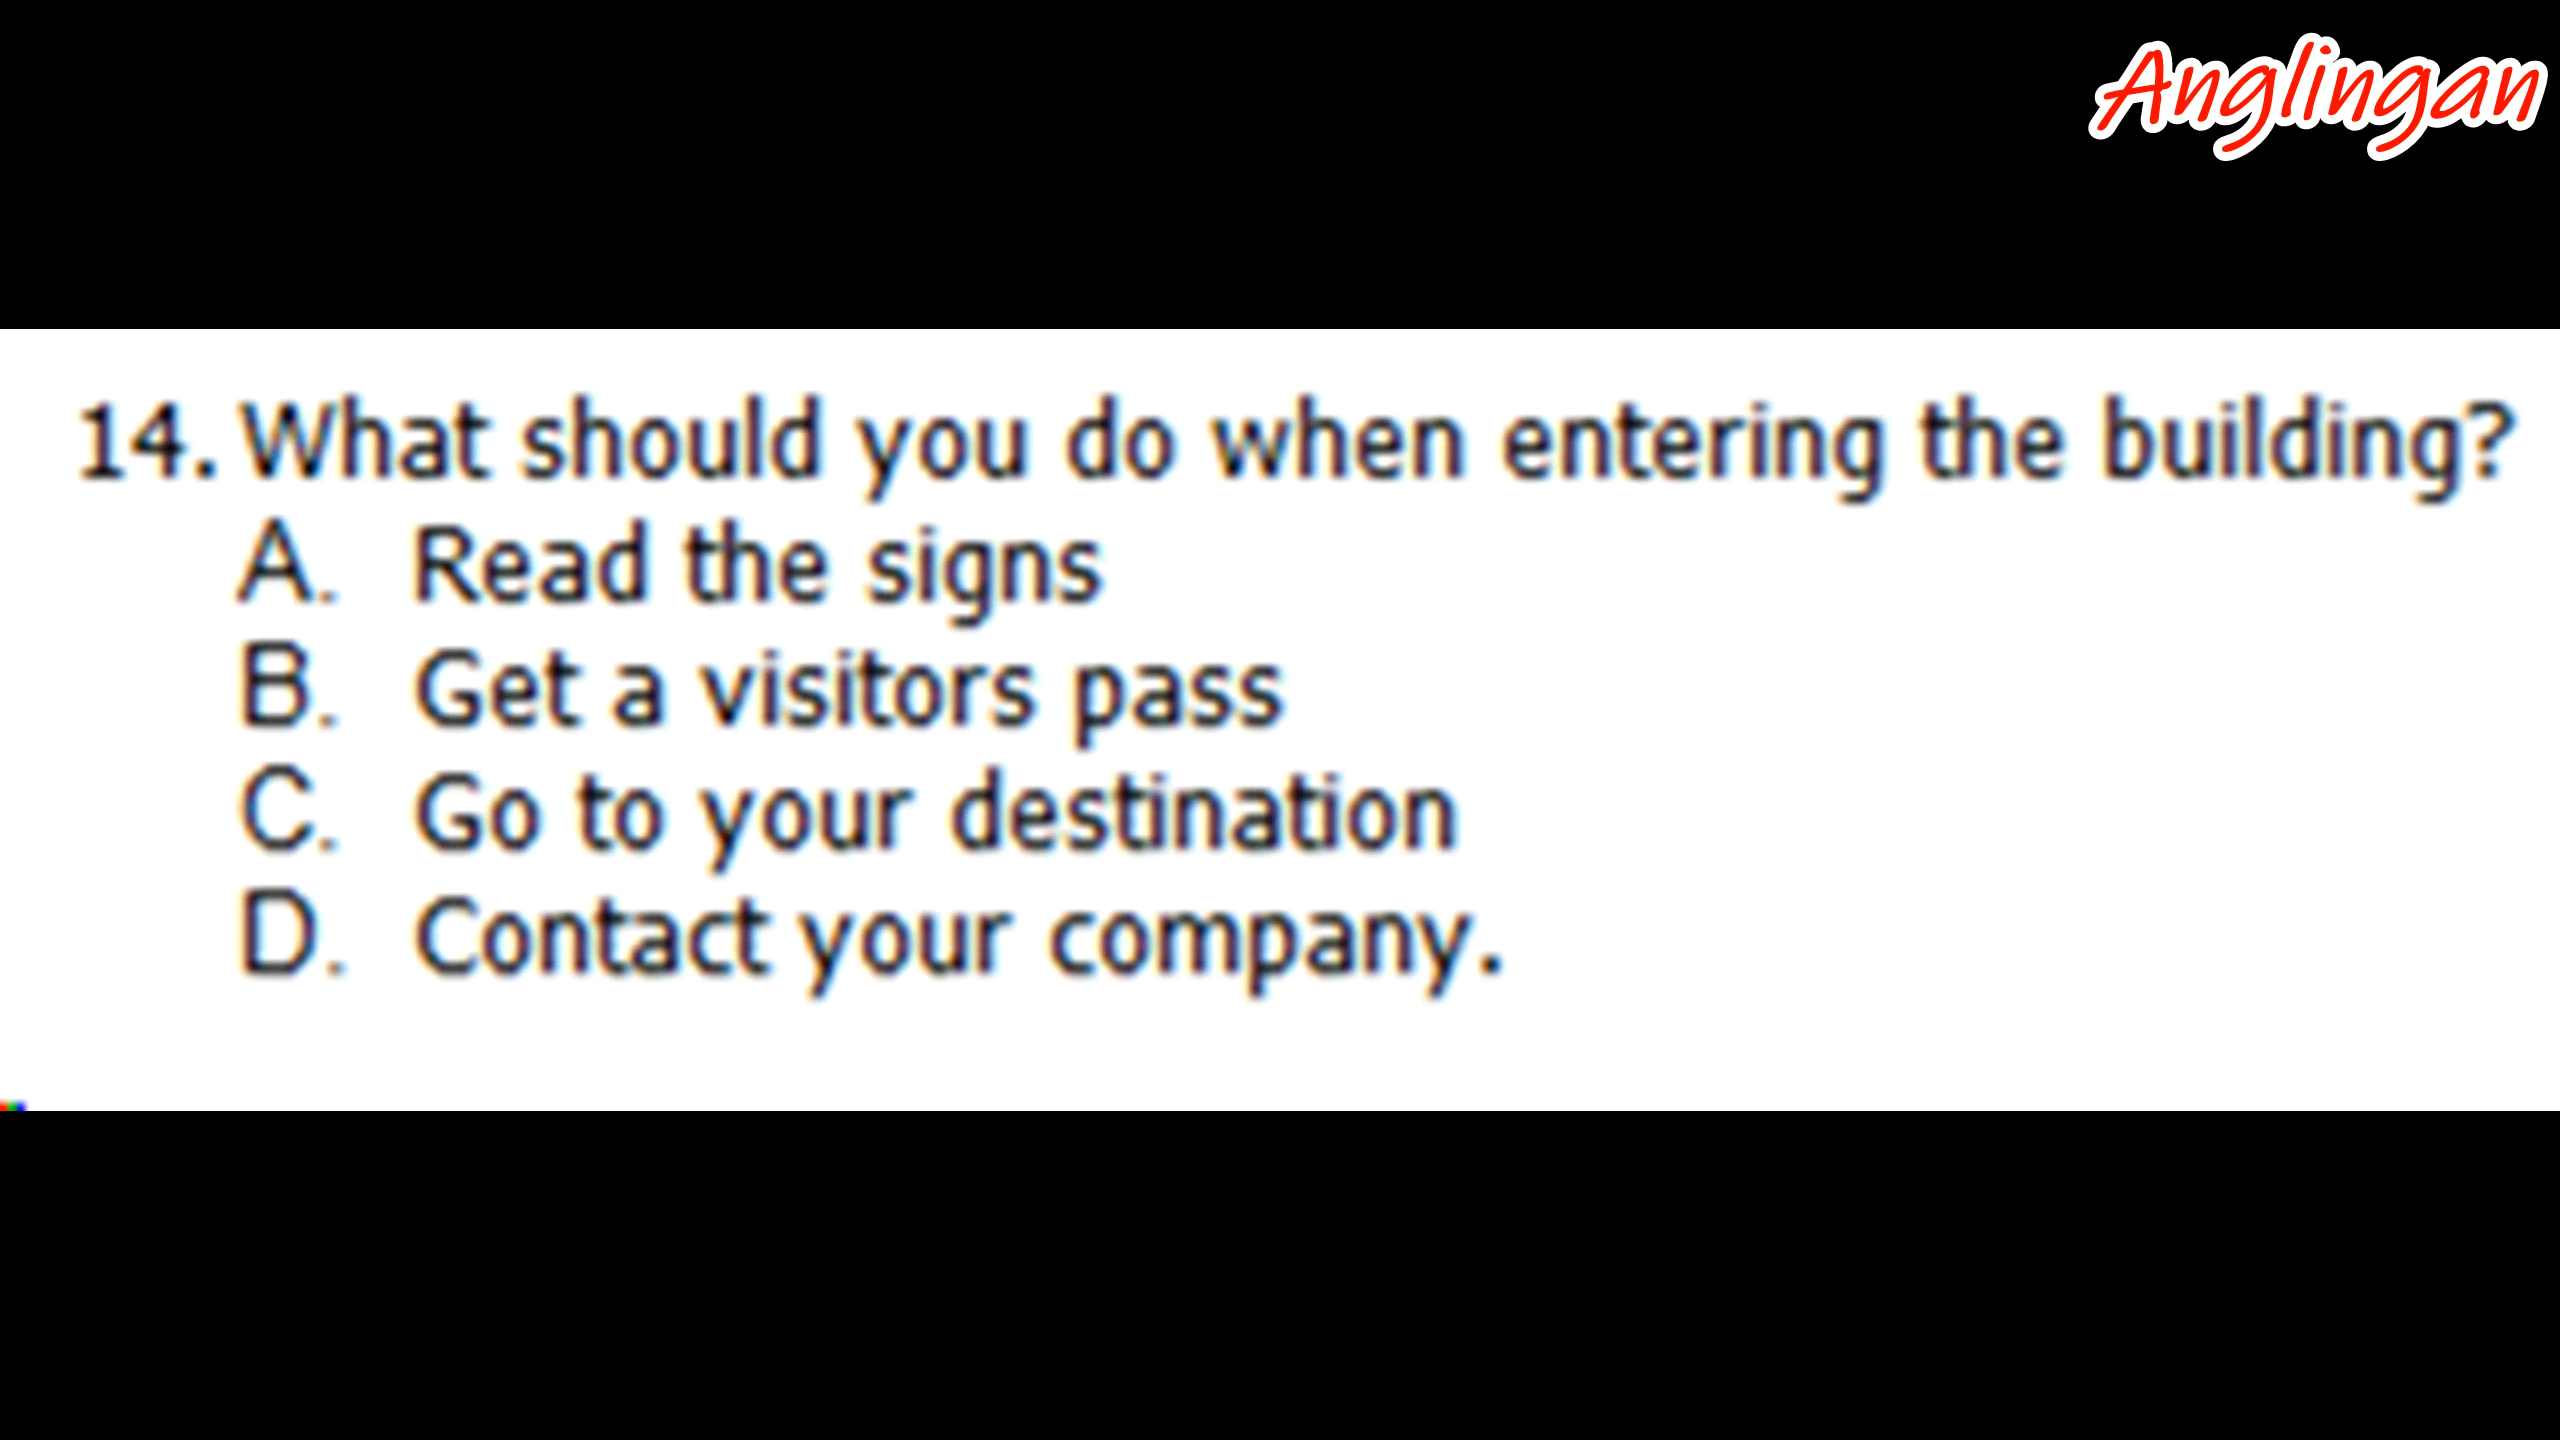 Anglingan
14. What should you do when entering the building?
A. Read the signs
B. Get a visitors pass
C. Go to your destination
D. Contact your company.